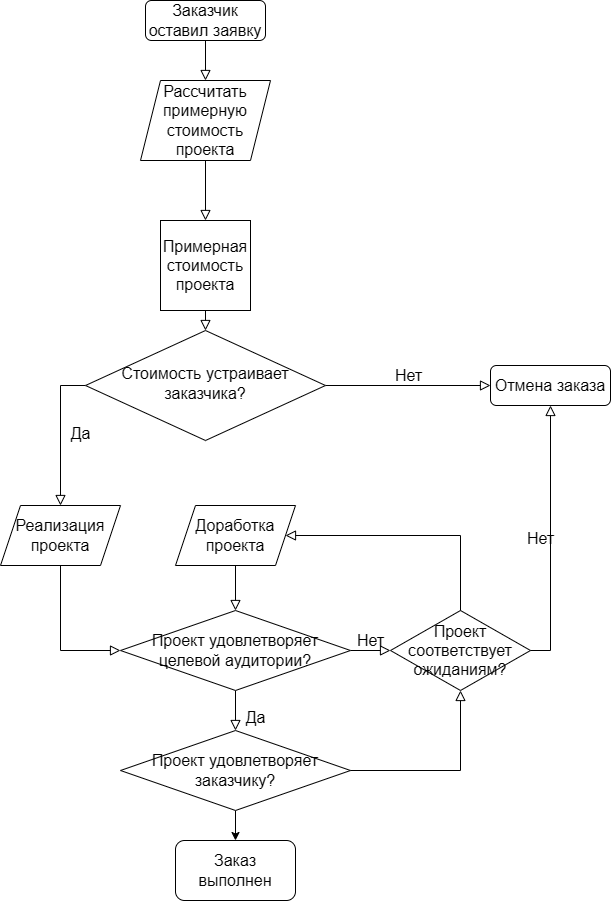 Заказчик
оставил заявку
Рассчитать
примерную
стоимость
проекта
Примерная
стоимость
проекта
Стоимость устраивает
заказчика?
Нет
Отмена заказа
Да
Реализация
проекта
Доработка
проекта
Нет
Проект удовлетворяет
целевой аудитории?
Нет
Проект
соответствует
ожиданиям?
Да
Проект удовлетворяет
заказчику?
Заказ
выполнен